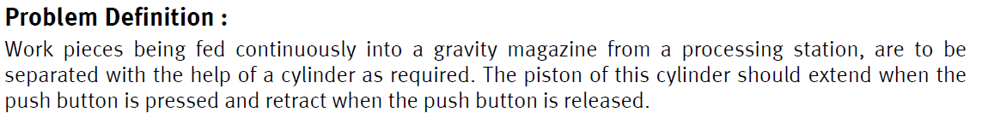 Problem Definition :
Work pieces being fed continuously into a gravity magazine from a processing station, are to be
separated with the help of a cylinder as required. The piston of this cylinder should extend when the
push button is pressed and retract when the push button is released.